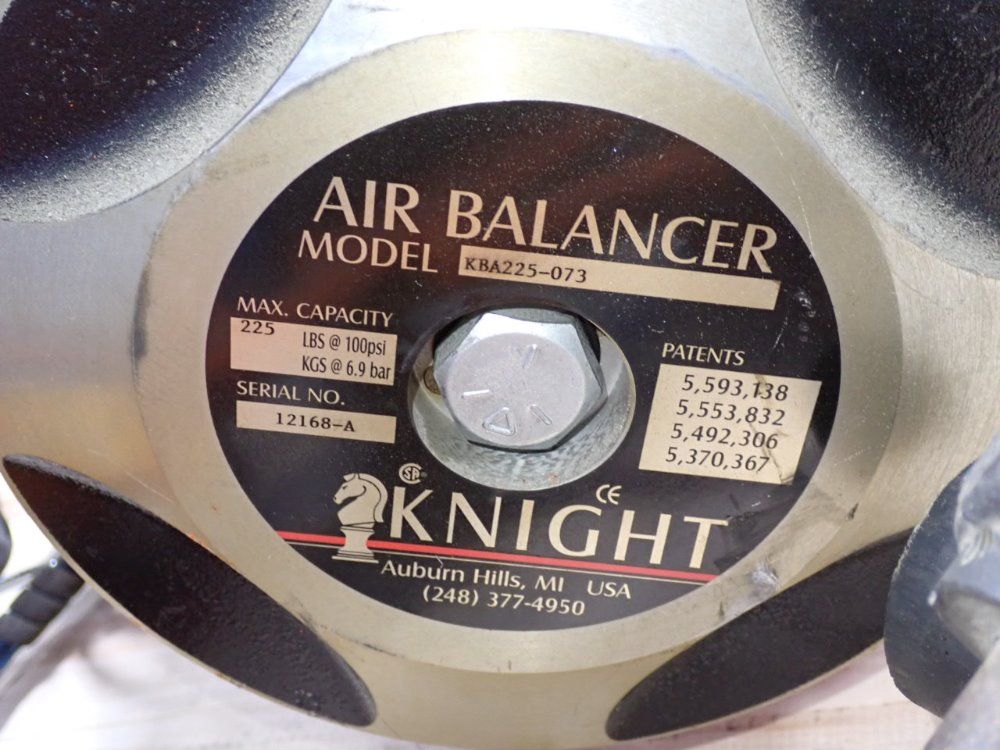 AIR BALANCER
MODEL KBA225-073
MAX. CAPACITY
225 LBS @ 100psi
KGS @ 6.9 bar
SERIAL NO.
12168-A
PATENTS
5,593,138
5,553,832
5,492,306
5,370,367
KNIGHT
CE
Auburn Hills, MI USA
(248) 377-4950